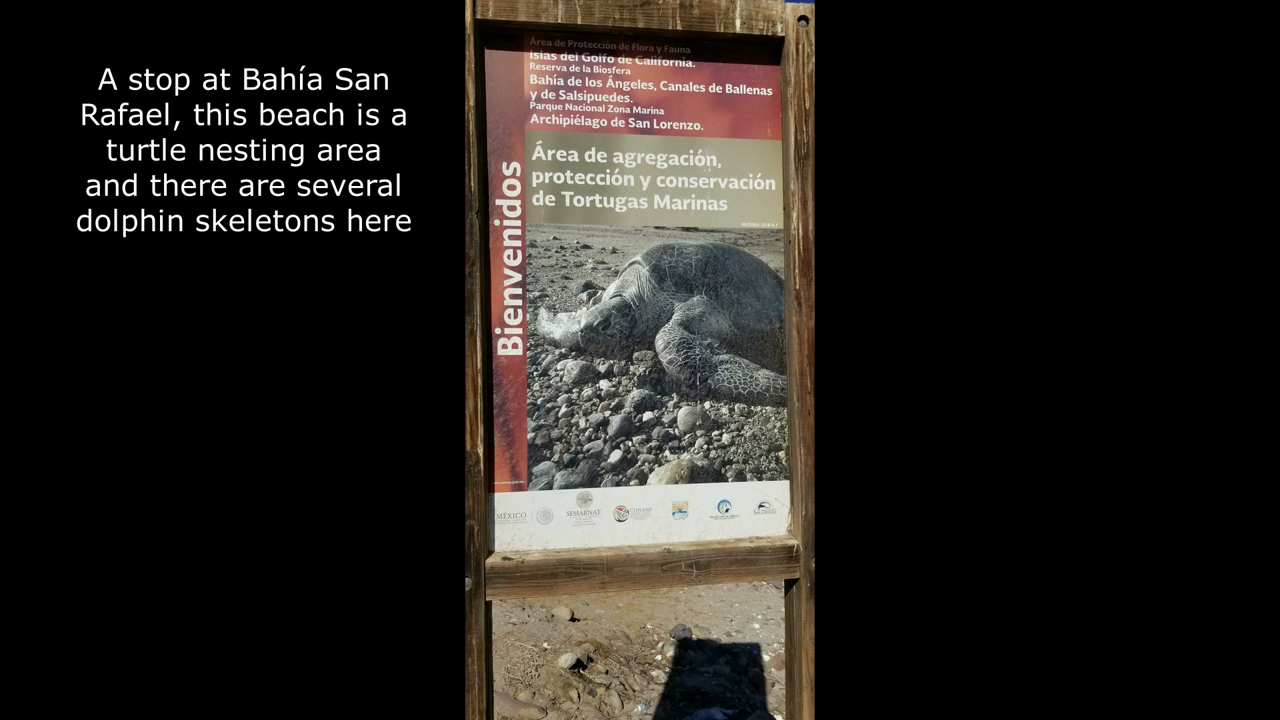 A stop at Bahía San
Rafael, this beach is a
turtle nesting area
and there are several
dolphin skeletons here
Área de Protección de Flora y Fauna
Islas del Golfo de California.
Reserva de la Biosfera
Bahía de los Ángeles, Canales de Ballenas
y de Salsipuedes.
Parque Nacional Zona Marina
Archipiélago de San Lorenzo.
Bienvenidos
Área de agregación,
protección y conservación
de Tortugas Marinas
MÉXICO
SEMARNAT
CONANP